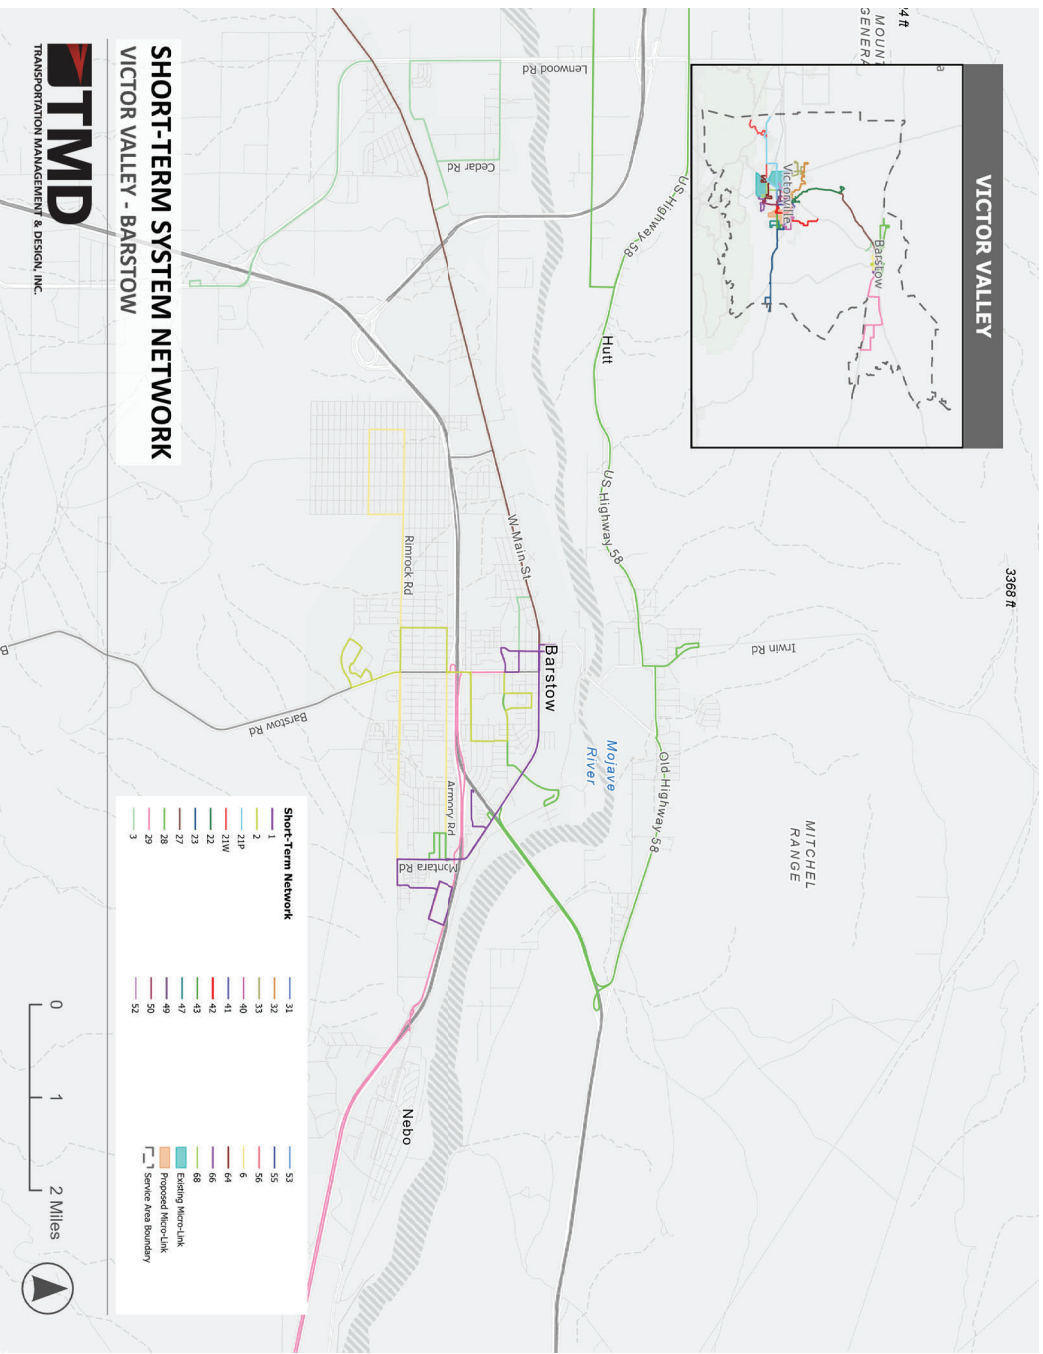 VICTOR VALLEY
Victorville
Barstow
4 ft
MOUNT
GENERA
a
3368 ft
Lenwood Rd
Cedar Rd
US-Highway-58
Hutt
US-Highway 58
W-Main-St
Rimrock Rd
Irwin Rd
Barstow
Mojave
River
Old-Highway-58
MITCHEL
RANGE
Barstow Rd
Armory Rd
Montara Rd
Nebo
SHORT-TERM SYSTEM NETWORK
VICTOR VALLEY - BARSTOW
TMD
TRANSPORTATION MANAGEMENT & DESIGN, INC.
Short-Term Network
1
2
21P
21W
22
23
27
28
29
3
31
32
33
40
41
42
43
47
49
50
52
53
55
56
6
64
66
68
Existing Micro-Link
Proposed Micro-Link
Service Area Boundary
0
1
2 Miles